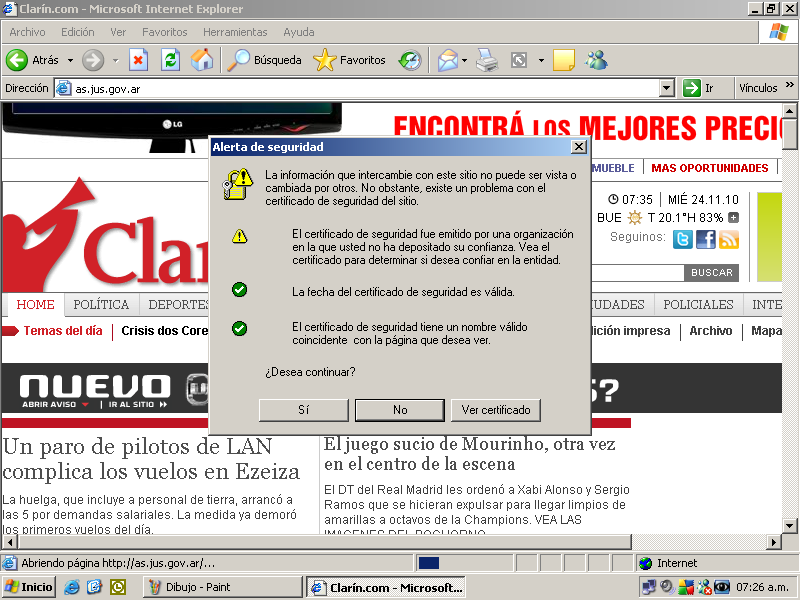 Clarín.com - Microsoft Internet Explorer
Archivo Edición Ver Favoritos Herramientas Ayuda
Atrás Búsqueda Favoritos
Dirección as.jus.gov.ar Ir Vínculos »
LG
ENCONTRÁ LOS MEJORES PRECIO
MUEBLE MAS OPORTUNIDADES
Alerta de seguridad
La información que intercambie con este sitio no puede ser vista o
cambiada por otros. No obstante, existe un problema con el
certificado de seguridad del sitio.
El certificado de seguridad fue emitido por una organización
en la que usted no ha depositado su confianza. Vea el
certificado para determinar si desea confiar en la entidad.
La fecha del certificado de seguridad es válida.
El certificado de seguridad tiene un nombre válido
coincidente con la página que desea ver.
¿Desea continuar?
Sí No Ver certificado
07:35 MIÉ 24.11.10
BUE T 20.1°H 83%
Seguinos:
BUSCAR
Clar
HOME POLÍTICA DEPORTES UDADES POLICIALES INTE
Temas del día Crisis dos Core dición impresa Archivo Mapa
NUEVO S?
ABRIR AVISO IR AL SITIO
Un paro de pilotos de LAN
complica los vuelos en Ezeiza
La huelga, que incluye a personal de tierra, arrancó a
las 5 por demandas salariales. La medida ya demoró
los primeros vuelos del día.
El juego sucio de Mourinho, otra vez
en el centro de la escena
El DT del Real Madrid les ordenó a Xabi Alonso y Sergio
Ramos que se hicieran expulsar para llegar limpios de
amarillas a octavos de la Champions. VEA LAS
IMAGENES DEL BOCHORNO
Abriendo página http://as.jus.gov.ar/... Internet
Inicio Dibujo - Paint Clarín.com - Microsoft... 07:26 a.m.